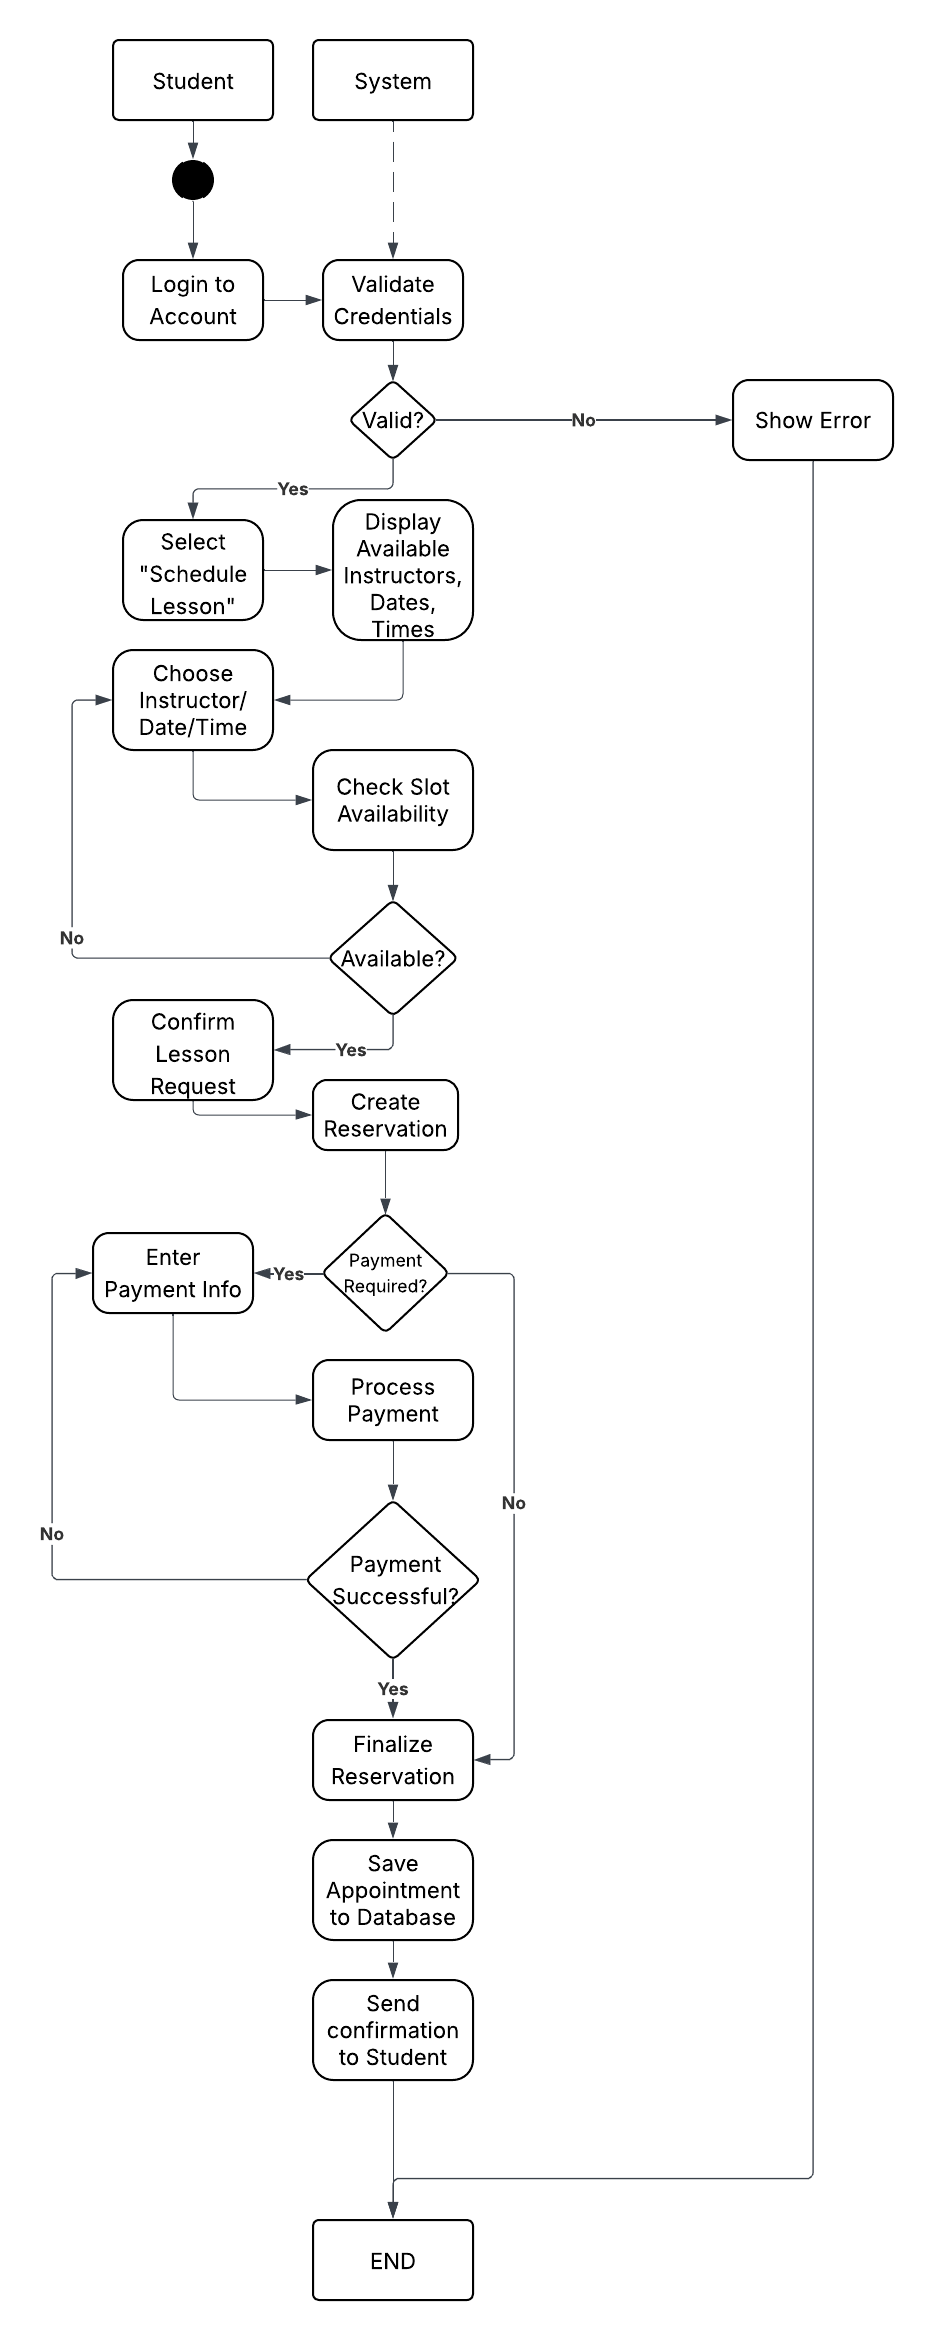 Student
System
Login to
Account
Validate
Credentials
Valid?
No
Show Error
Yes
Select
"Schedule
Lesson"
Display
Available
Instructors,
Dates,
Times
Choose
Instructor/
Date/Time
Check Slot
Availability
No
Available?
Confirm
Lesson
Request
Yes
Create
Reservation
Enter
Payment Info
Yes
Payment
Required?
Process
Payment
No
No
Payment
Successful?
Yes
Finalize
Reservation
Save
Appointment
to Database
Send
confirmation
to Student
END